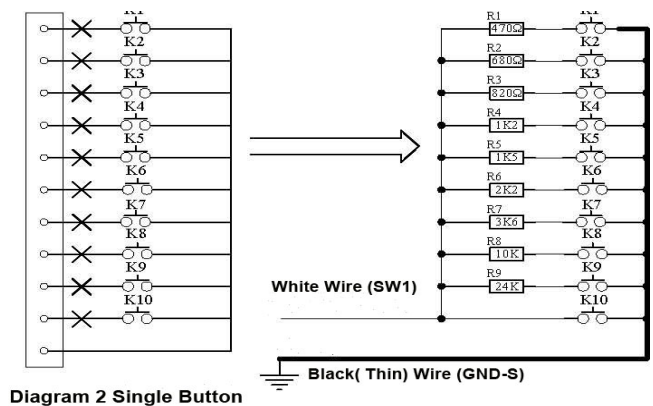 K1
K2
K3
K4
K5
K6
K7
K8
K9
K10
R1
470Ω
K1
K2
R2
680Ω
K3
R3
820Ω
K4
R4
1K2
K5
R5
1K5
K6
R6
2K2
K7
R7
3K6
K8
R8
10K
K9
R9
24K
K10
White Wire (SW1)
Black( Thin) Wire (GND-S)
Diagram 2 Single Button